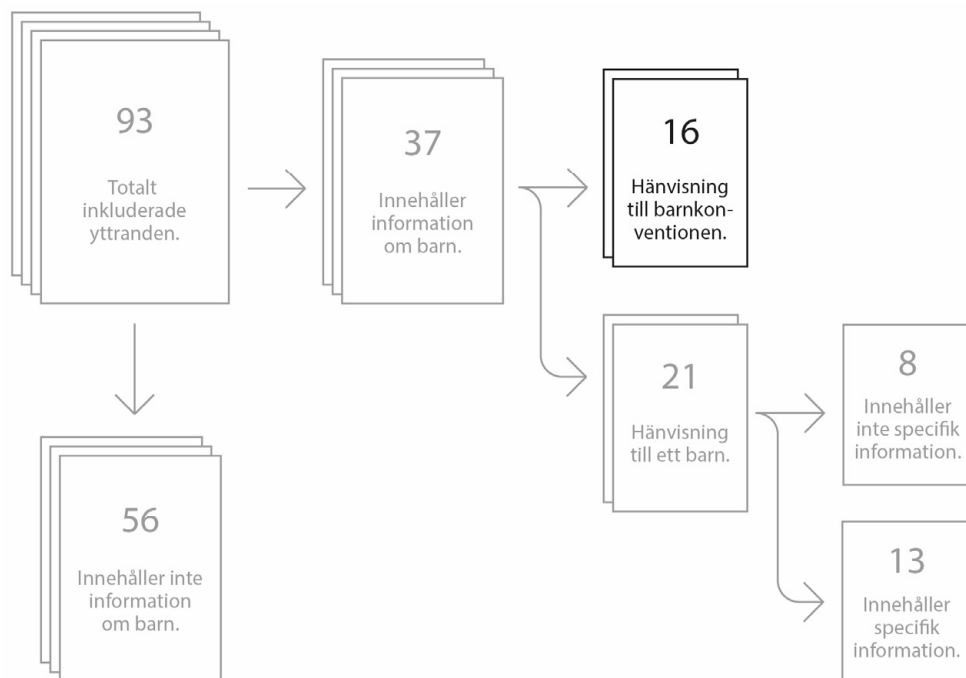 93
Totalt
inkluderade
yttranden.
37
Innehåller
information
om barn.
16
Hänvisning
till barnkon-
ventionen.
21
Hänvisning
till ett barn.
8
Innehåller
inte specifik
information.
56
Innehåller inte
information
om barn.
13
Innehåller
specifik
information.